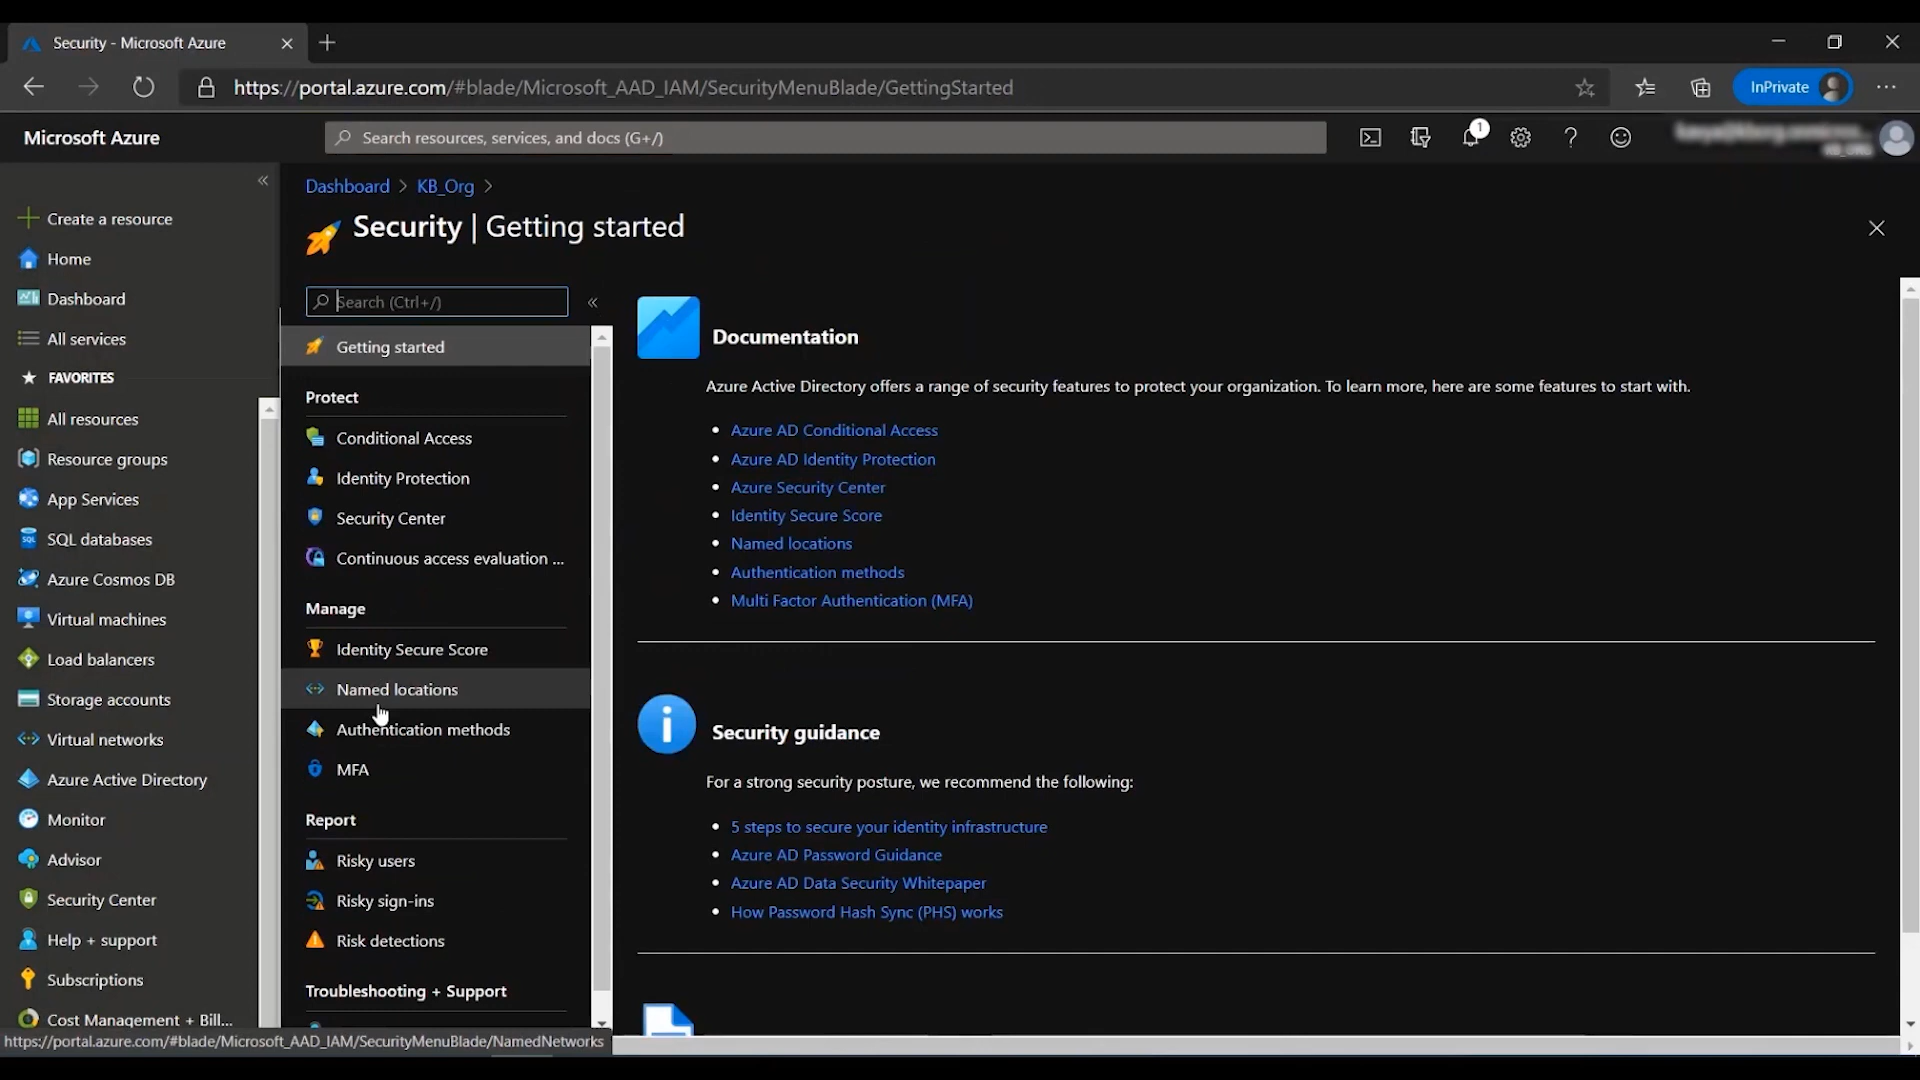 Security - Microsoft Azure
https://portal.azure.com/#blade/Microsoft_AAD_IAM/SecurityMenuBlade/GettingStarted
InPrivate
Microsoft Azure
Search resources, services, and docs (G+/)
1
Create a resource
Home
Dashboard
All services
FAVORITES
All resources
Resource groups
App Services
SQL databases
Azure Cosmos DB
Virtual machines
Load balancers
Storage accounts
Virtual networks
Azure Active Directory
Monitor
Advisor
Security Center
Help + support
Subscriptions
Cost Management + Bill...
https://portal.azure.com/#blade/Microsoft_AAD_IAM/SecurityMenuBlade/NamedNetworks
Dashboard > KB_Org >
Security | Getting started
Search (Ctrl+/)
Getting started
Protect
Conditional Access
Identity Protection
Security Center
Continuous access evaluation ...
Manage
Identity Secure Score
Named locations
Authentication methods
MFA
Report
Risky users
Risky sign-ins
Risk detections
Troubleshooting + Support
Documentation
Azure Active Directory offers a range of security features to protect your organization. To learn more, here are some features to start with.
• Azure AD Conditional Access
• Azure AD Identity Protection
• Azure Security Center
• Identity Secure Score
• Named locations
• Authentication methods
• Multi Factor Authentication (MFA)
Security guidance
For a strong security posture, we recommend the following:
• 5 steps to secure your identity infrastructure
• Azure AD Password Guidance
• Azure AD Data Security Whitepaper
• How Password Hash Sync (PHS) works